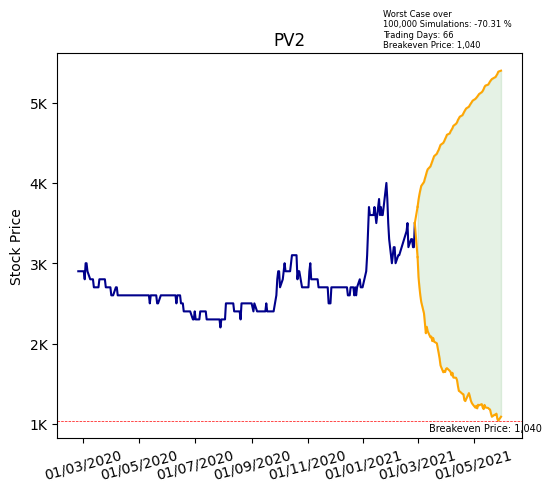 Worst Case over
100,000 Simulations: -70.31 %
Trading Days: 66
Breakeven Price: 1,040
PV2
Stock Price
5K
4K
3K
2K
1K
Breakeven Price: 1,040
01/03/2020
01/05/2020
01/07/2020
01/09/2020
01/11/2020
01/01/2021
01/03/2021
01/05/2021